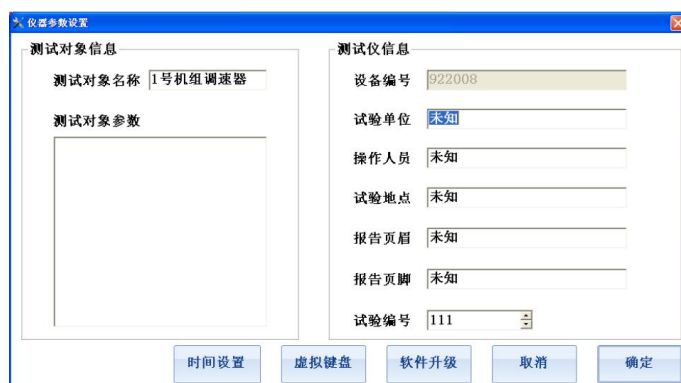 仪器参数设置
测试对象信息
测试对象名称 1号机组调速器
测试对象参数
测试仪信息
设备编号 922008
试验单位 未知
操作人员 未知
试验地点 未知
报告页眉 未知
报告页脚 未知
试验编号 111
时间设置 虚拟键盘 软件升级 取消 确定